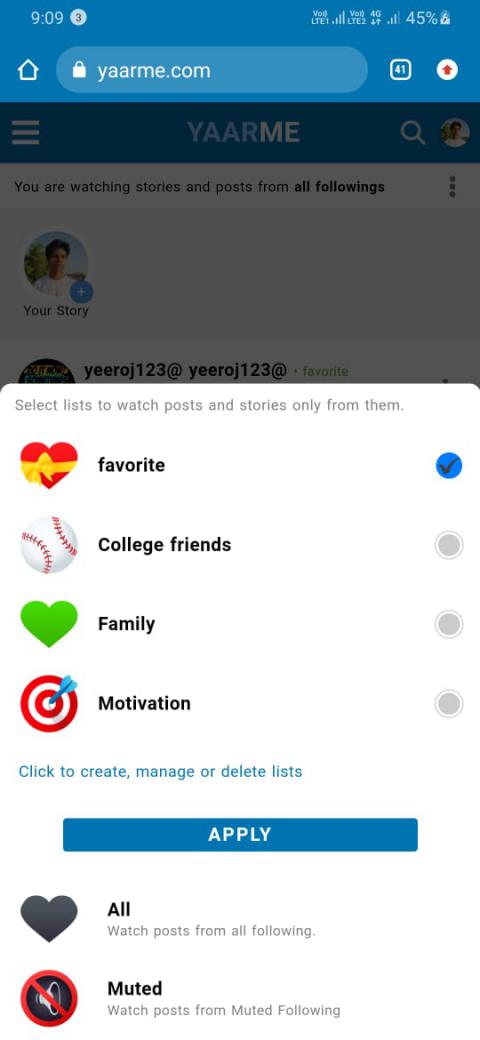 9:09 3 Vo) LTE1 Vo) LTE2 4G 45%
yaarme.com 41
YAARME
You are watching stories and posts from all followings
Your Story
yeeroj123@ yeeroj123@ · favorite
Select lists to watch posts and stories only from them.
favorite
College friends
Family
Motivation
Click to create, manage or delete lists
APPLY
All
Watch posts from all following.
Muted
Watch posts from Muted Following